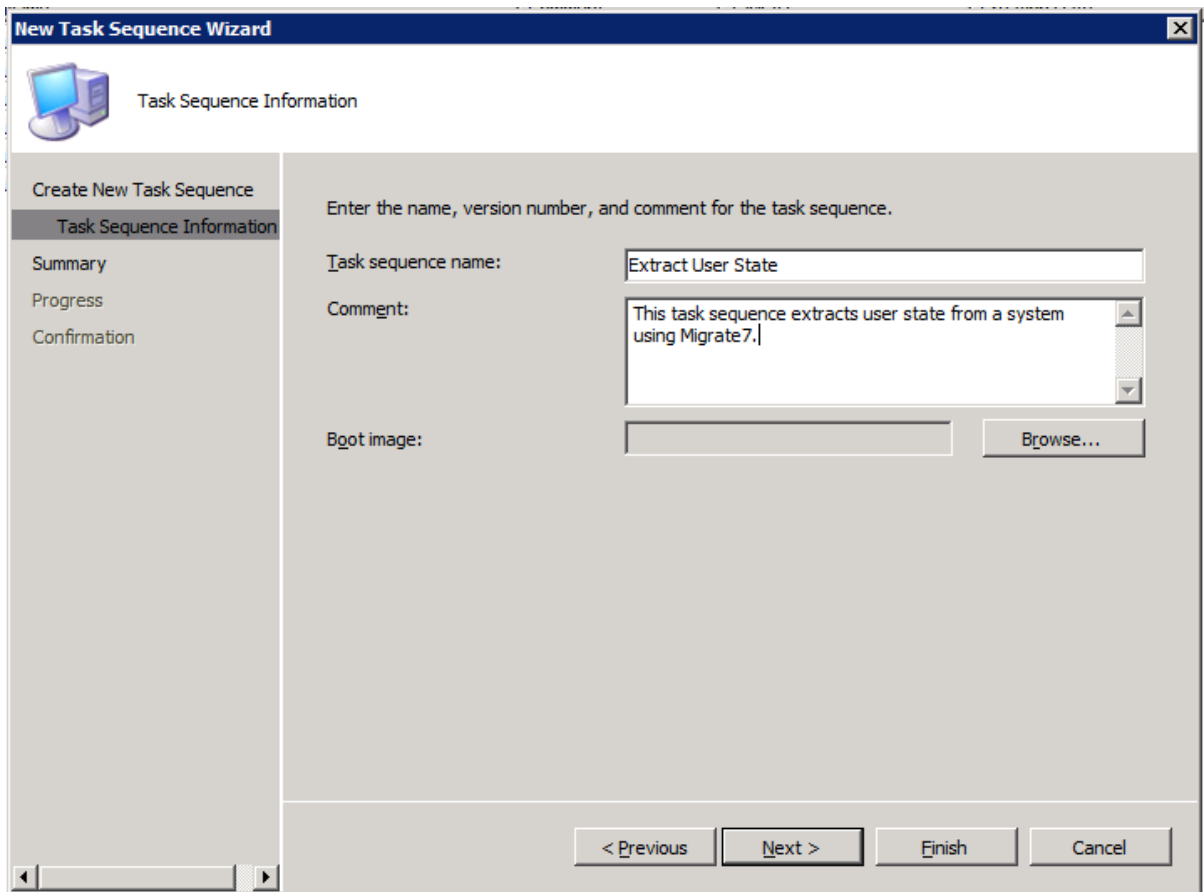 New Task Sequence Wizard
Task Sequence Information
Create New Task Sequence
Task Sequence Information
Summary
Progress
Confirmation
Enter the name, version number, and comment for the task sequence.
Task sequence name:
Extract User State
Comment:
This task sequence extracts user state from a system
using Migrate7.
Boot image:
Browse...
< Previous
Next >
Finish
Cancel